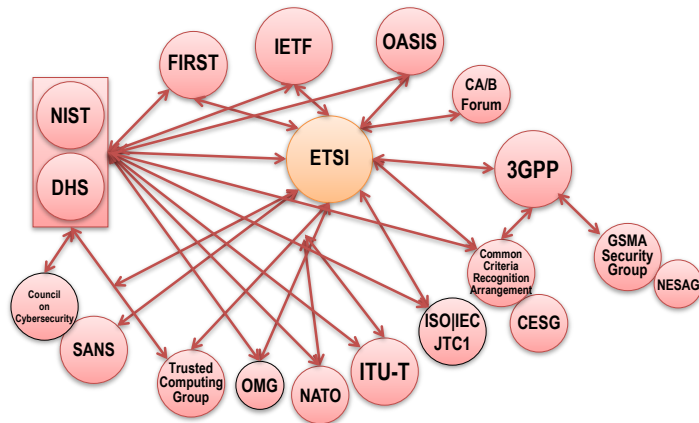 FIRST
IETF
OASIS
CA/B
Forum
NIST
DHS
ETSI
3GPP
GSMA
Security
Group
NESAG
Common
Criteria
Recognition
Arrangement
CESG
Council
on
Cybersecurity
SANS
Trusted
Computing
Group
OMG
NATO
ITU-T
ISO|IEC
JTC1